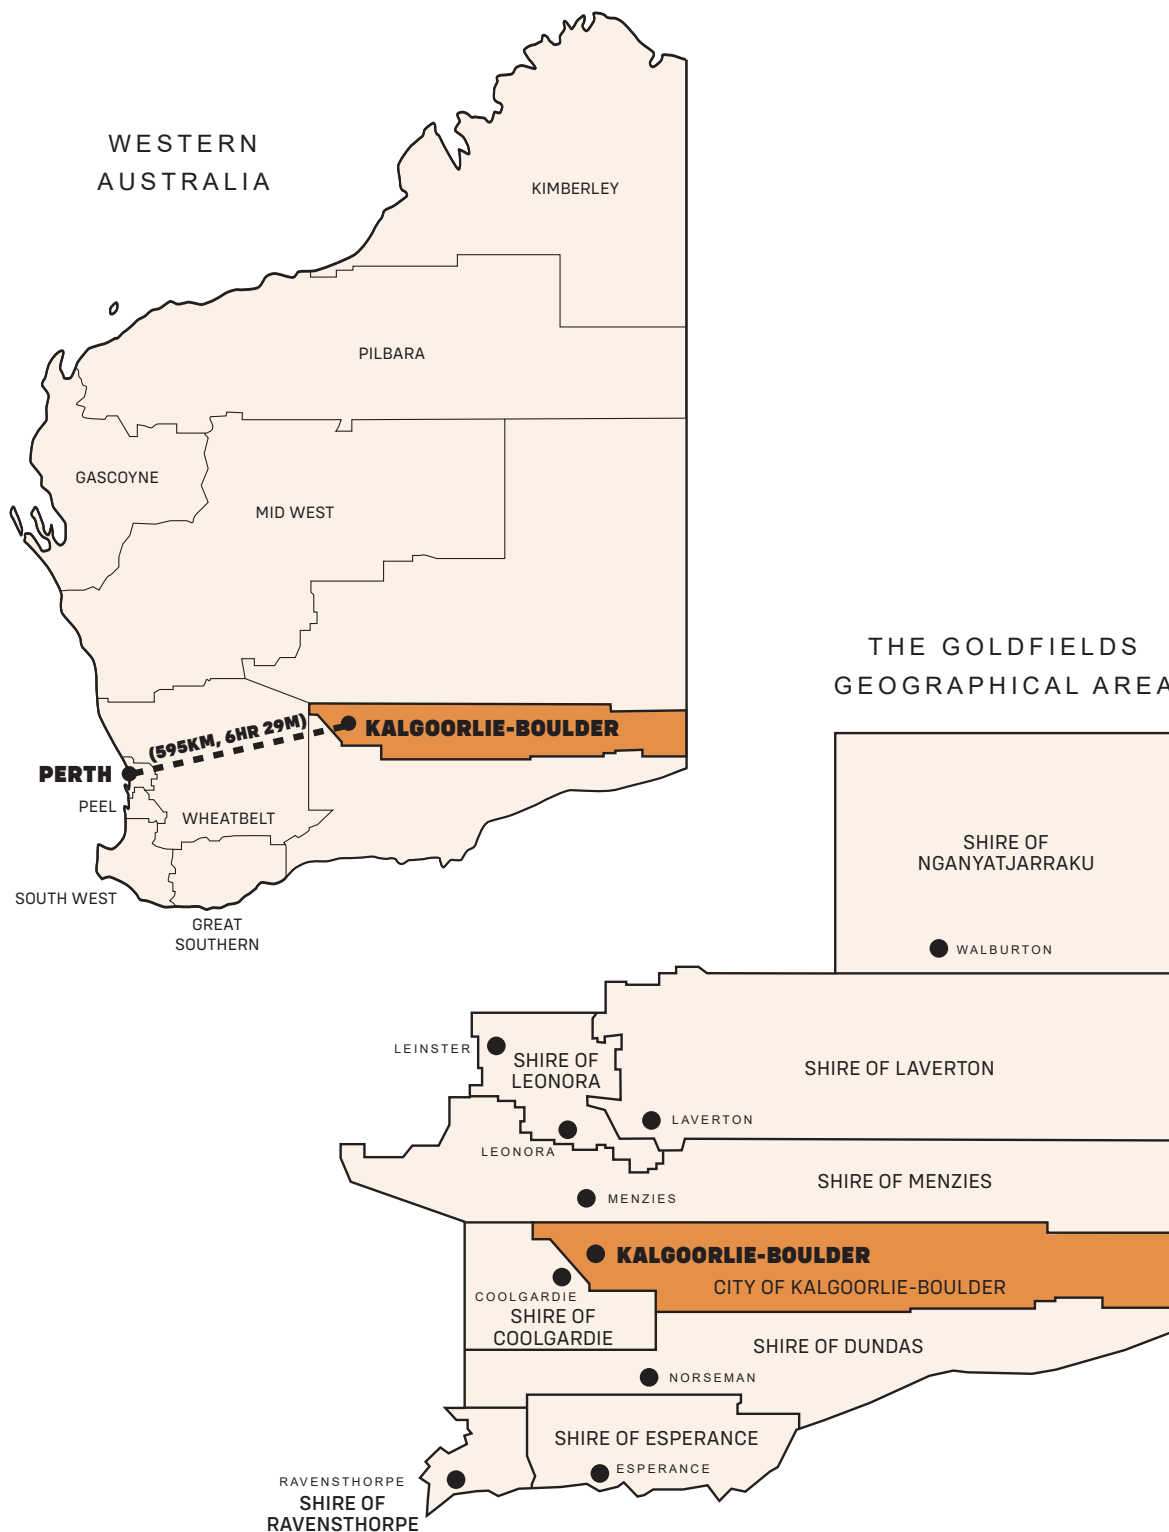 WESTERN
AUSTRALIA
KIMBERLEY
PILBARA
GASCOYNE
MID WEST
(595KM, 6HR 29M)
KALGOORLIE-BOULDER
PERTH
PEEL
WHEATBELT
SOUTH WEST
GREAT
SOUTHERN
THE GOLDFIELDS
GEOGRAPHICAL AREA
SHIRE OF
NGANYATJARRAKU
WALBURTON
LEINSTER
SHIRE OF
LEONORA
SHIRE OF LAVERTON
LAVERTON
LEONORA
SHIRE OF MENZIES
MENZIES
KALGOORLIE-BOULDER
CITY OF KALGOORLIE-BOULDER
COOLGARDIE
SHIRE OF
COOLGARDIE
SHIRE OF DUNDAS
NORSEMAN
SHIRE OF ESPERANCE
ESPERANCE
RAVENSTHORPE
SHIRE OF
RAVENSTHORPE